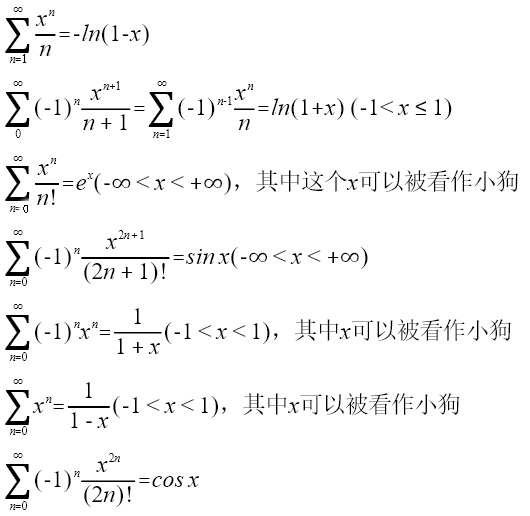 ∞∑n=1 x^n/n=-ln(1-x)
∞∑0 (-1)^n x^(n+1)/(n+1)=∞∑n=1 (-1)^(n-1) x^n/n=ln(1+x) (-1<x≤1)
∞∑n=0 x^n/n!=e^x(-∞<x<+∞)，其中这个x可以被看作小狗
∞∑n=0 (-1)^n x^(2n+1)/(2n+1)!=sin x(-∞<x<+∞)
∞∑n=0 (-1)^n x^n=1/(1+x)(-1<x<1)，其中x可以被看作小狗
∞∑n=0 x^n=1/(1-x)(-1<x<1)，其中x可以被看作小狗
∞∑n=0 (-1)^n x^(2n)/(2n)!=cos x